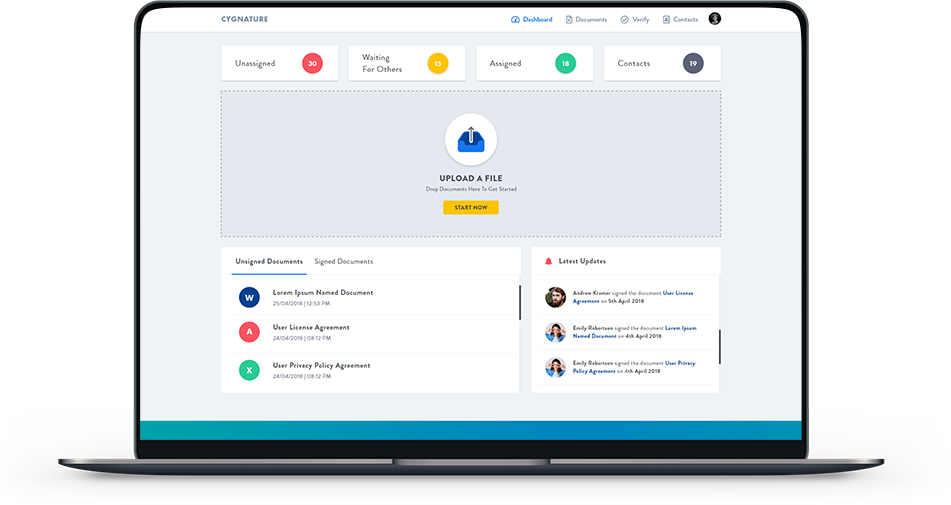 CYGNATURE
Dashboard
Documents
Verify
Contacts
Unassigned
30
Waiting
For Others
15
Assigned
18
Contacts
19
UPLOAD A FILE
Drop Documents Here To Get Started
START NOW
Unsigned Documents
Signed Documents
W
Lorem Ipsum Named Document
25/04/2018 | 12:53 PM
A
User License Agreement
24/04/2018 | 08:12 PM
X
User Privacy Policy Agreement
24/04/2018 | 08:12 PM
Latest Updates
Andrew Kramer signed the document User License
Agreement on 5th April 2018
Emily Robertson signed the document Lorem Ipsum
Named Document on 4th April 2018
Emily Robertson signed the document User Privacy
Policy Agreement on 4th April 2018